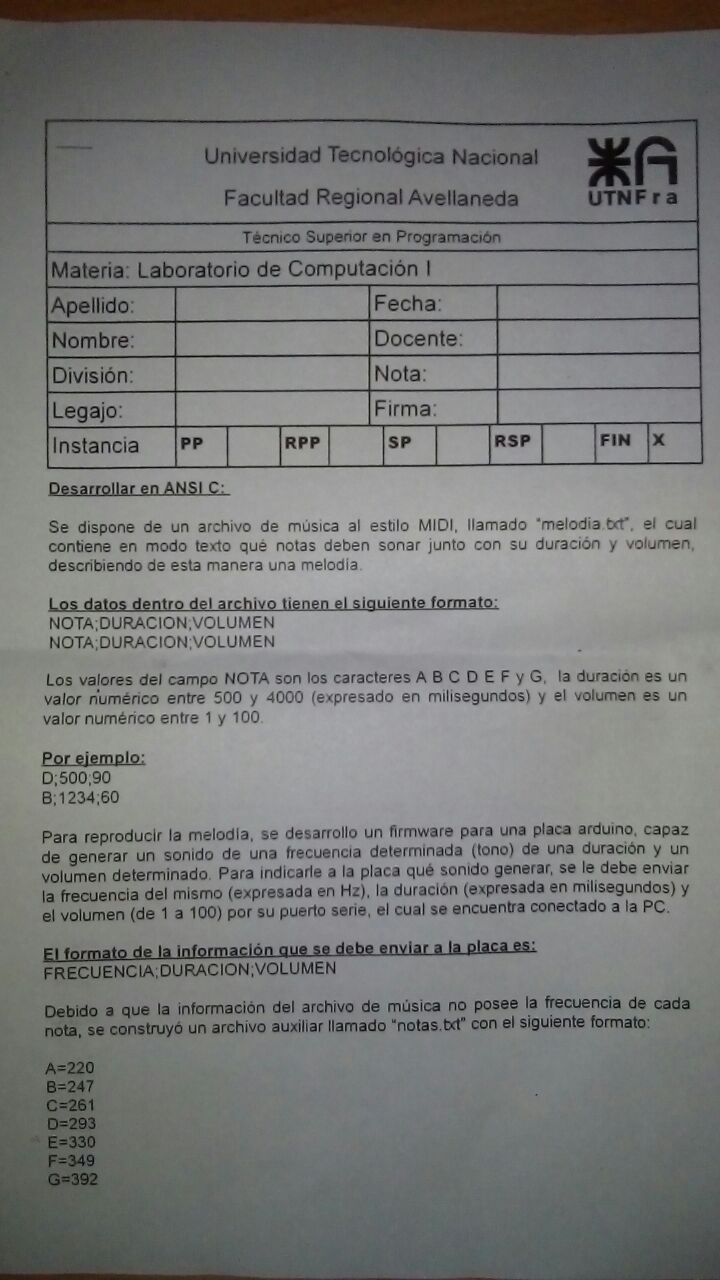 Universidad Tecnológica Nacional
Facultad Regional Avellaneda
UTNFra
Técnico Superior en Programación
Materia: Laboratorio de Computación I
Apellido: Fecha:
Nombre: Docente:
División: Nota:
Legajo: Firma:
Instancia PP RPP SP RSP FIN X
Desarrollar en ANSI C:
Se dispone de un archivo de música al estilo MIDI, llamado “melodia.txt”, el cual
contiene en modo texto qué notas deben sonar junto con su duración y volumen,
describiendo de esta manera una melodía.
Los datos dentro del archivo tienen el siguiente formato:
NOTA;DURACION;VOLUMEN
NOTA;DURACION;VOLUMEN
Los valores del campo NOTA son los caracteres A B C D E F y G, la duración es un
valor numérico entre 500 y 4000 (expresado en milisegundos) y el volumen es un
valor numérico entre 1 y 100.
Por ejemplo:
D;500;90
B;1234;60
Para reproducir la melodía, se desarrollo un firmware para una placa arduino, capaz
de generar un sonido de una frecuencia determinada (tono) de una duración y un
volumen determinado. Para indicarle a la placa qué sonido generar, se le debe enviar
la frecuencia del mismo (expresada en Hz), la duración (expresada en milisegundos) y
el volumen (de 1 a 100) por su puerto serie, el cual se encuentra conectado a la PC.
El formato de la información que se debe enviar a la placa es:
FRECUENCIA;DURACION;VOLUMEN
Debido a que la información del archivo de música no posee la frecuencia de cada
nota, se construyó un archivo auxiliar llamado “notas.txt” con el siguiente formato:
A=220
B=247
C=261
D=293
E=330
F=349
G=392